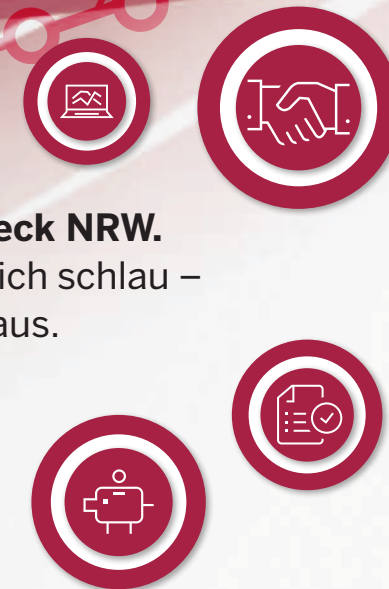 eck NRW.
ich schlau –
aus.